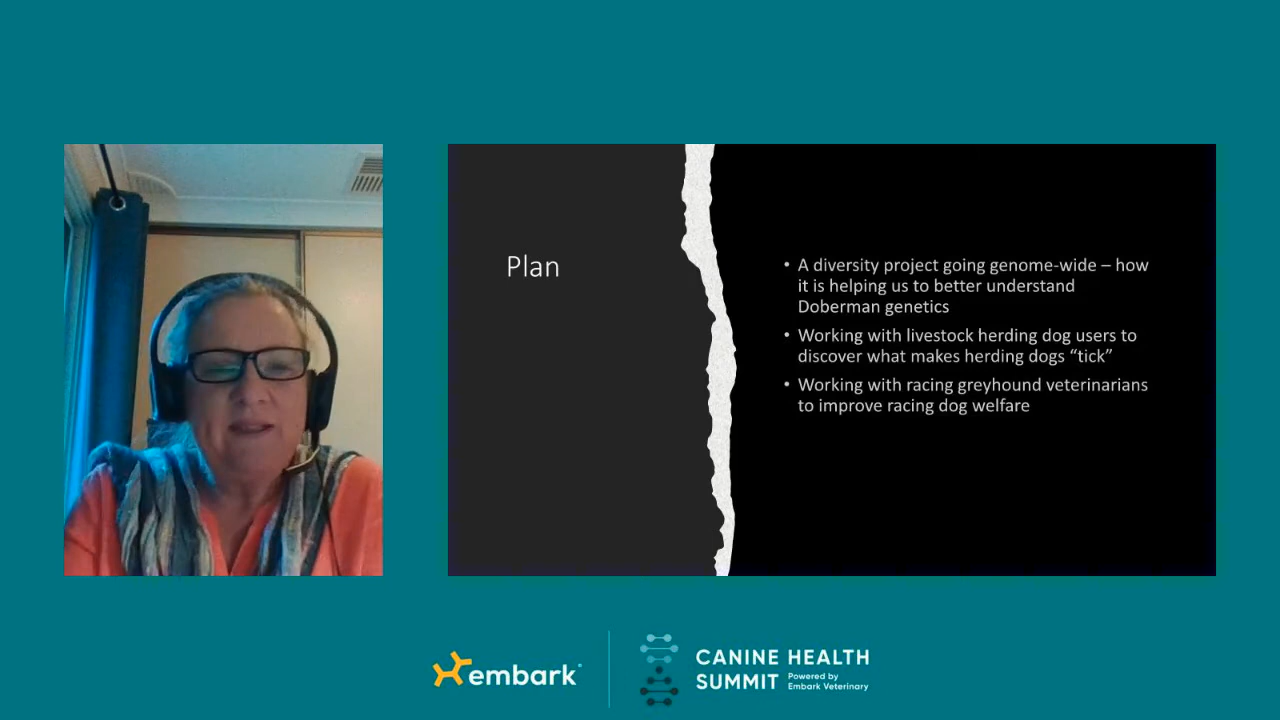 Plan
• A diversity project going genome-wide – how
it is helping us to better understand
Doberman genetics
• Working with livestock herding dog users to
discover what makes herding dogs “tick”
• Working with racing greyhound veterinarians
to improve racing dog welfare
embark
CANINE HEALTH
SUMMIT Powered by
Embark Veterinary